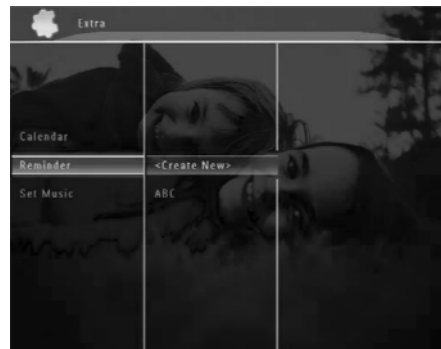 Extra
Calendar
Reminder
<Create New>
Set Music
ABC